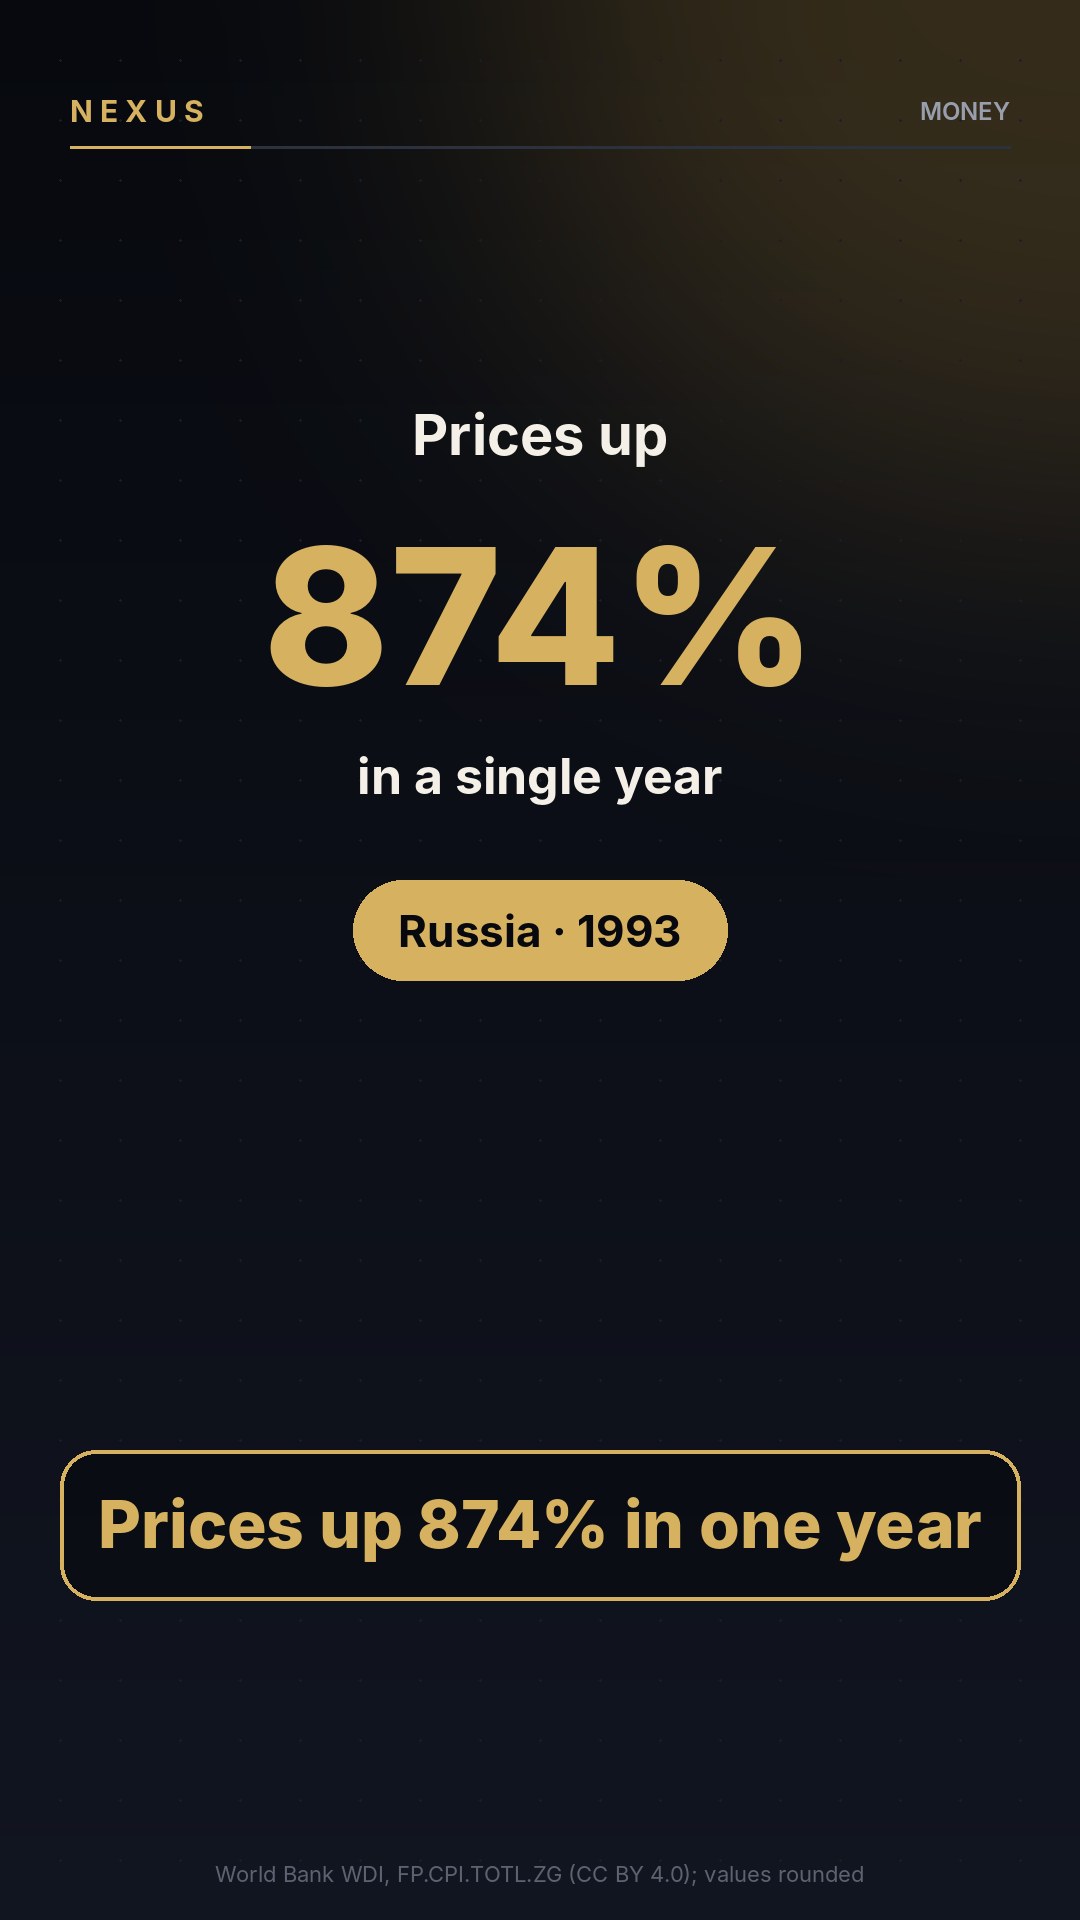 NEXUS
MONEY
Prices up
874%
in a single year
Russia · 1993
Prices up 874% in one year
World Bank WDI, FP.CPI.TOTL.ZG (CC BY 4.0); values rounded